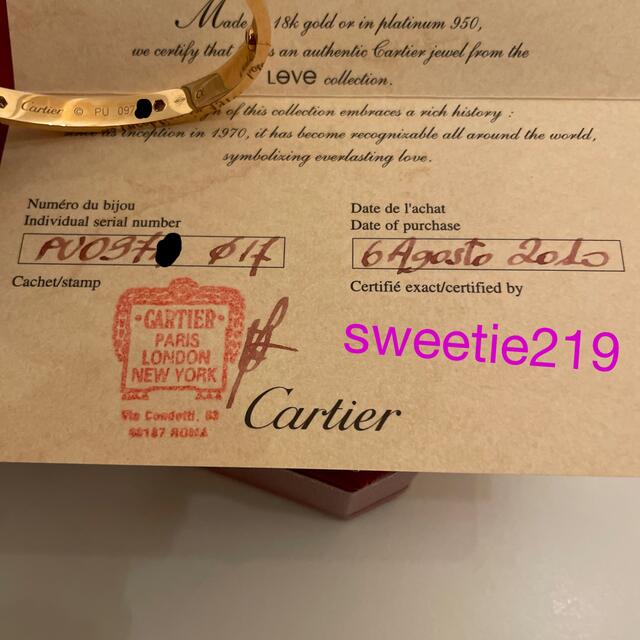 Made 18k gold or in platinum 950,
we certify that s an authentic Cartier jewel from the
LOVE collection.
Cartier © PU 097
n of this collection embraces a rich history :
inception in 1970, it has become recognizable all around the world,
symbolizing everlasting love.
Numéro du bijou
Individual serial number
PU097 Ø17
Date de l'achat
Date of purchase
6 Agosto 2010
Cachet/stamp
Certifié exact/certified by
CARTIER
PARIS
LONDON
NEW YORK
Via Condotti, 83
00187 ROMA
sweetie219
Cartier